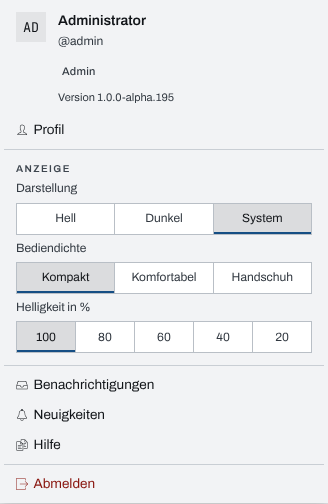 AD
Administrator
@admin
Admin
Version 1.0.0-alpha.195
Profil
ANZEIGE
Darstellung
Hell Dunkel System
Bediendichte
Kompakt Komfortabel Handschuh
Helligkeit in %
100 80 60 40 20
Benachrichtigungen
Neuigkeiten
Hilfe
Abmelden